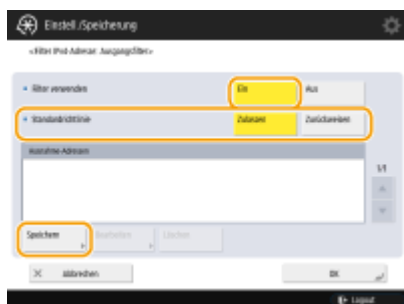 Einstell./Speicherung
<Filter IPv4-Adresse: Ausgangsfilter>
Filter verwenden
Ein
Aus
Standardrichtlinie
Zulassen
Zurückweisen
Ausnahme-Adressen
1/1
Speichern
Bearbeiten
Löschen
Abbrechen
OK
Logout